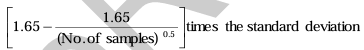 [1.65 − 1.65 / (No. of samples) ^0.5] times the standard deviation